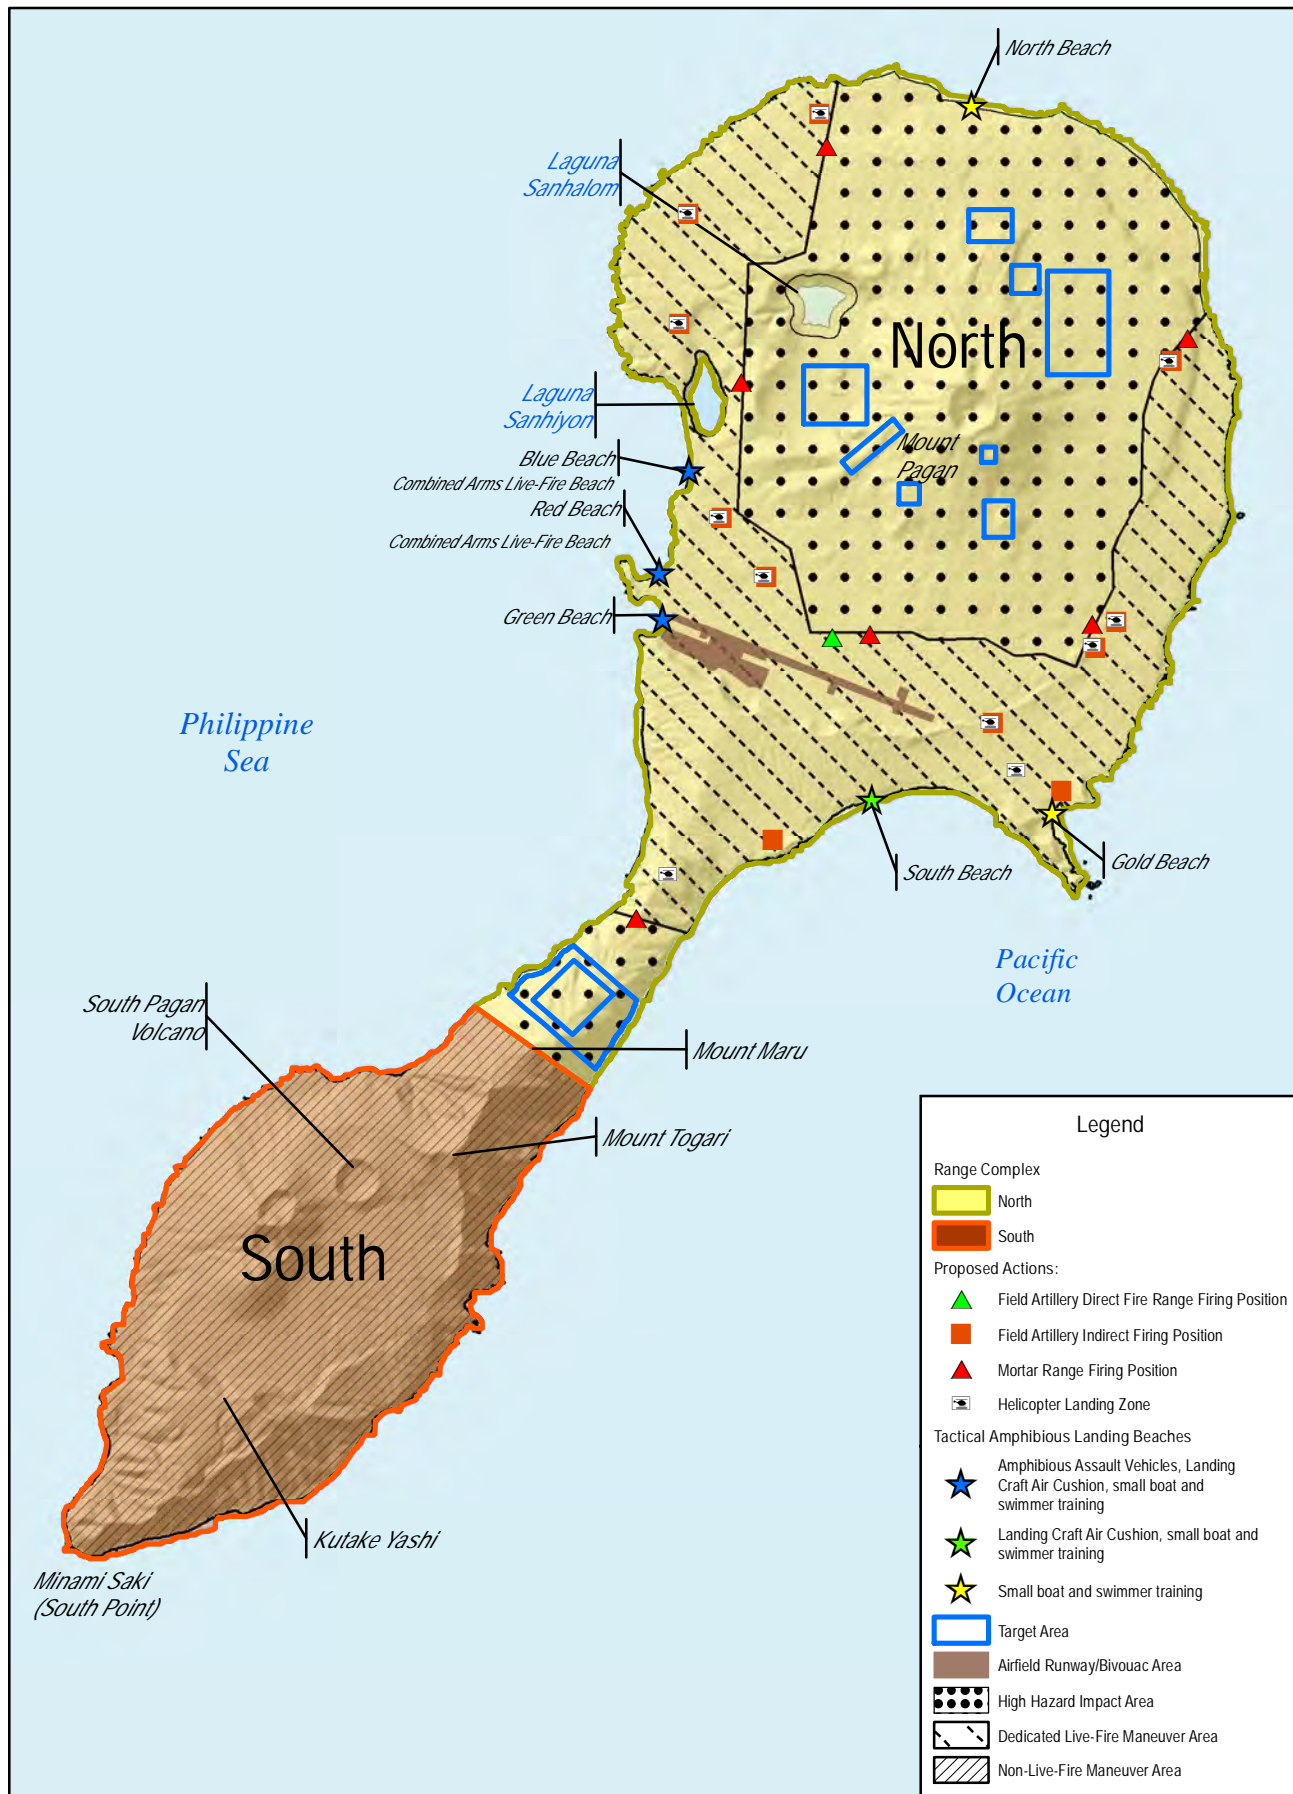 North Beach
Laguna
Sanhalom
North
Laguna
Sanhiyon
Mount
Pagan
Blue Beach
Combined Arms Live-Fire Beach
Red Beach
Combined Arms Live-Fire Beach
Green Beach
Philippine
Sea
South Beach
Gold Beach
Pacific
Ocean
South Pagan
Volcano
Mount Maru
Mount Togari
South
Kutake Yashi
Minami Saki
(South Point)
Legend
Range Complex
North
South
Proposed Actions:
Field Artillery Direct Fire Range Firing Position
Field Artillery Indirect Firing Position
Mortar Range Firing Position
Helicopter Landing Zone
Tactical Amphibious Landing Beaches
Amphibious Assault Vehicles, Landing
Craft Air Cushion, small boat and
swimmer training
Landing Craft Air Cushion, small boat and
swimmer training
Small boat and swimmer training
Target Area
Airfield Runway/Bivouac Area
High Hazard Impact Area
Dedicated Live-Fire Maneuver Area
Non-Live-Fire Maneuver Area